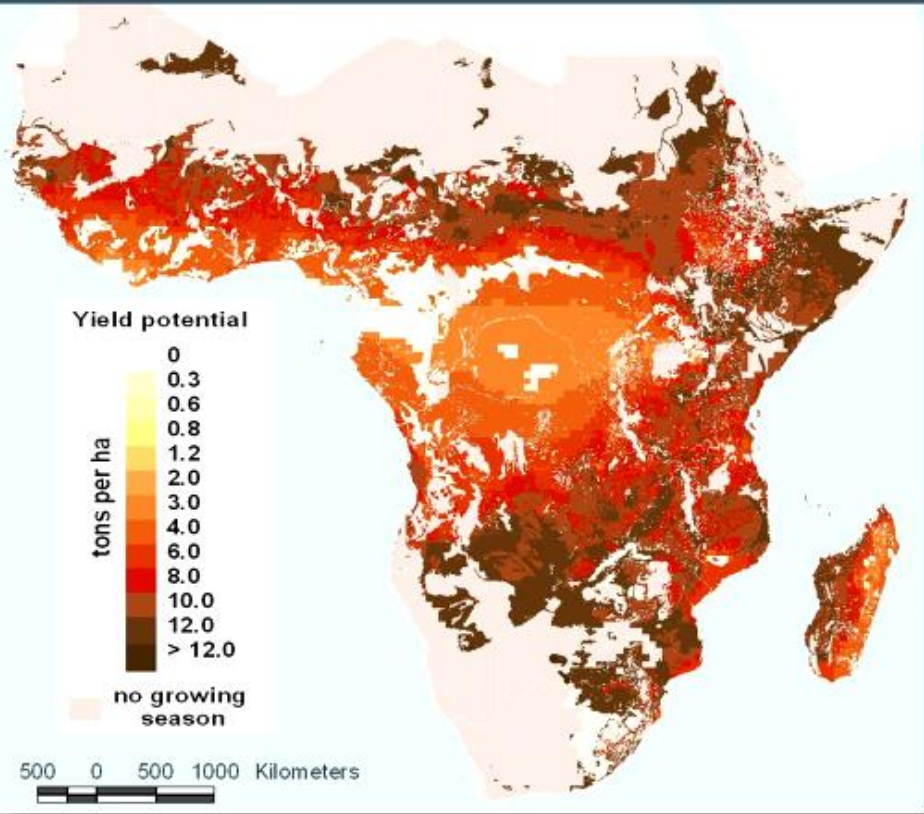 Yield potential
0
0.3
0.6
0.8
1.2
2.0
3.0
4.0
6.0
8.0
10.0
12.0
> 12.0
tons per ha
no growing
season
500 0 500 1000 Kilometers